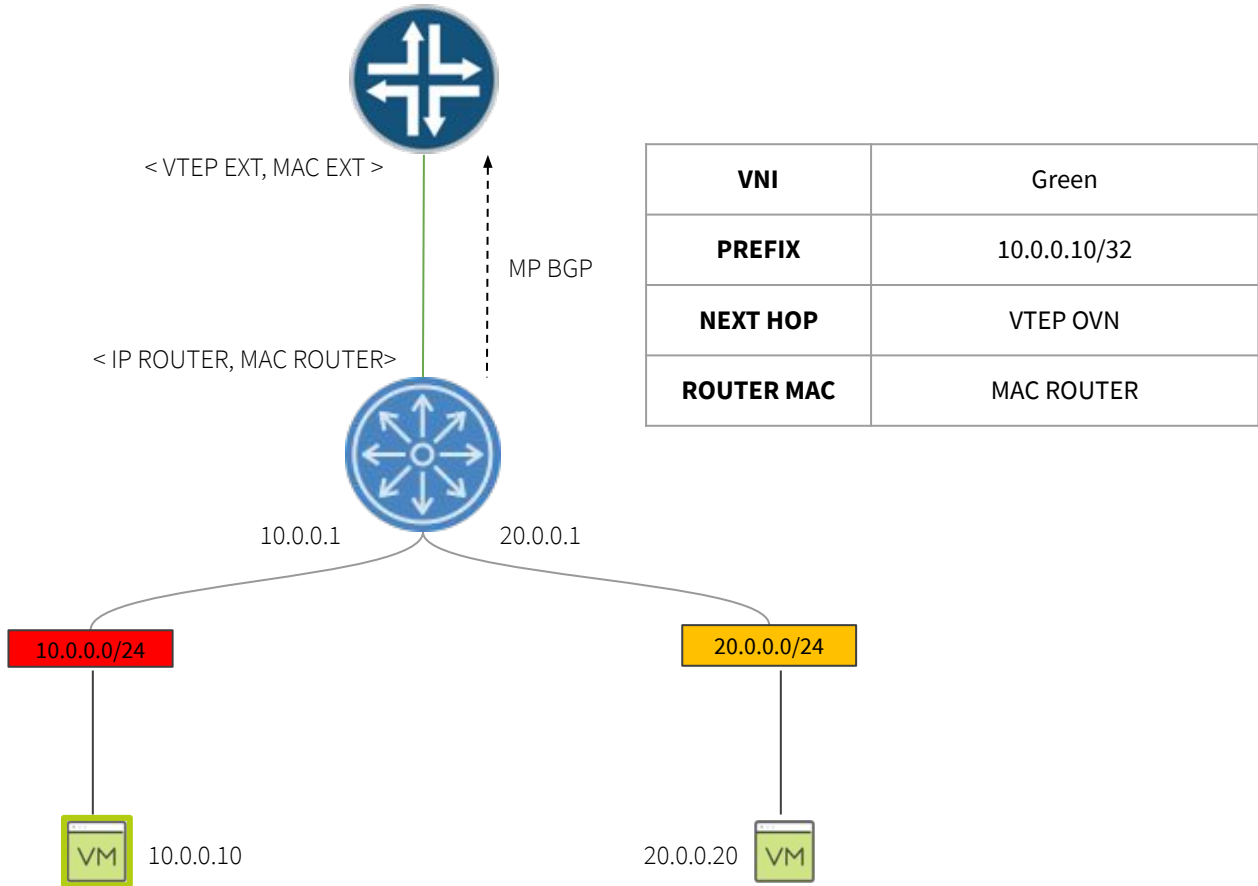 < VTEP EXT, MAC EXT >
MP BGP
< IP ROUTER, MAC ROUTER>
VNI Green
PREFIX 10.0.0.10/32
NEXT HOP VTEP OVN
ROUTER MAC MAC ROUTER
10.0.0.1 20.0.0.1
10.0.0.0/24 20.0.0.0/24
VM 10.0.0.10 20.0.0.20 VM